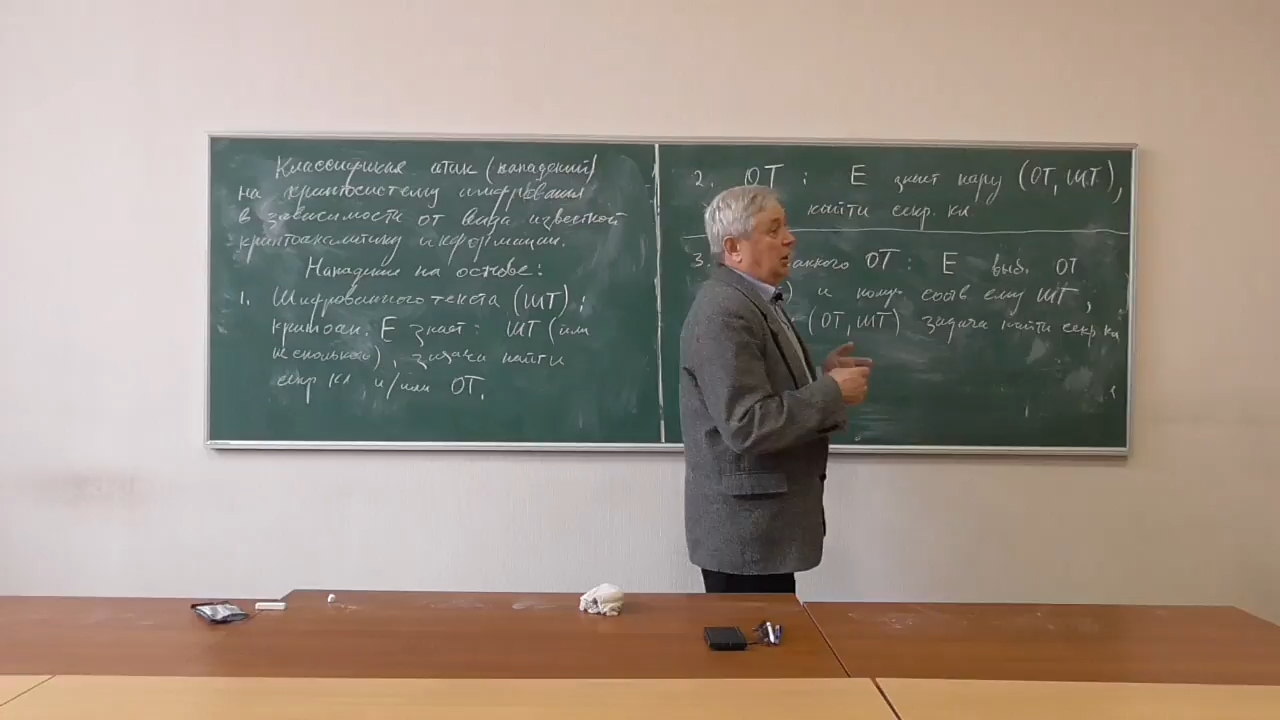 Классификация атак (нападений)
на криптосистему шифрования
в зависимости от вида известной
криптоаналитику информации.
Нападение на основе:
1. Шифрованного текста (ШТ);
криптоан. E знает: ШТ (или
несколько), задача найти
секр кл и/или ОТ.
2. ОТ: E знает пару (ОТ, ШТ),
найти секр. кл
3. анного ОТ: E выб. ОТ
) и комую соотв ему ШТ,
(ОТ, ШТ) задача найти секр кл